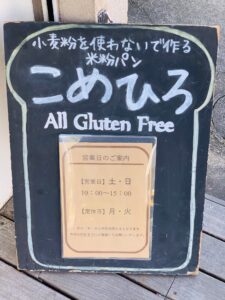 小麦粉を使わないで作る
米粉パン
こめひろ
All Gluten Free
営業日のご案内
【営業日】土・日
10：00～15：00
【定休日】月・火